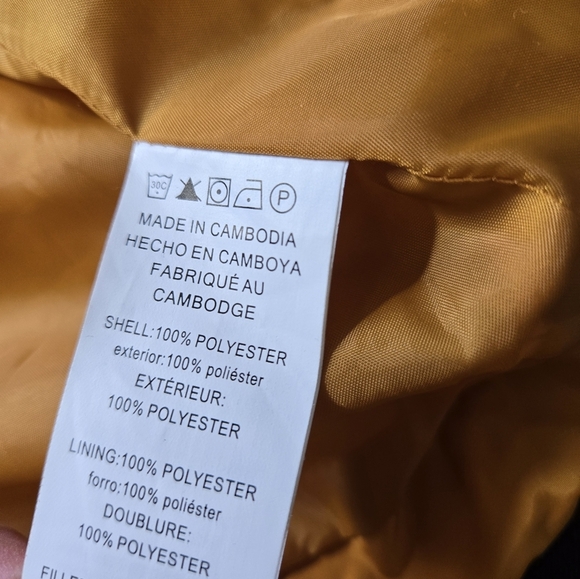 30C
P
MADE IN CAMBODIA
HECHO EN CAMBOYA
FABRIQUÉ AU
CAMBODGE
SHELL:100% POLYESTER
exterior:100% poliéster
EXTÉRIEUR:
100% POLYESTER
LINING:100% POLYESTER
forro:100% poliéster
DOUBLURE:
100% POLYESTER